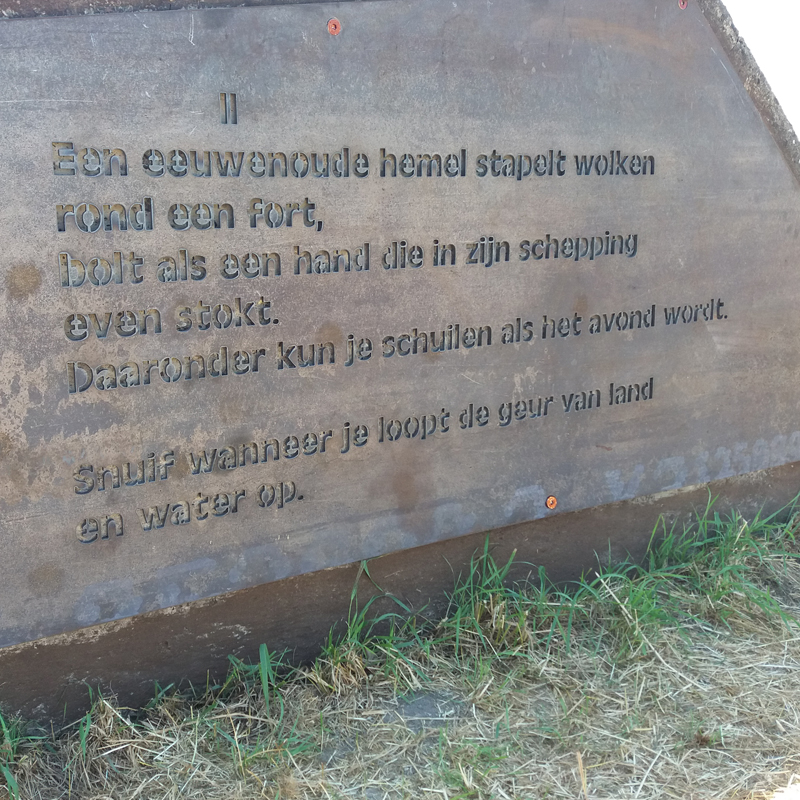 II
Een eeuwenoude hemel stapelt wolken
rond een fort,
bolt als een hand die in zijn schepping
even stokt.
Daaronder kun je schuilen als het avond wordt.
Snuif wanneer je loopt de geur van land
en water op.